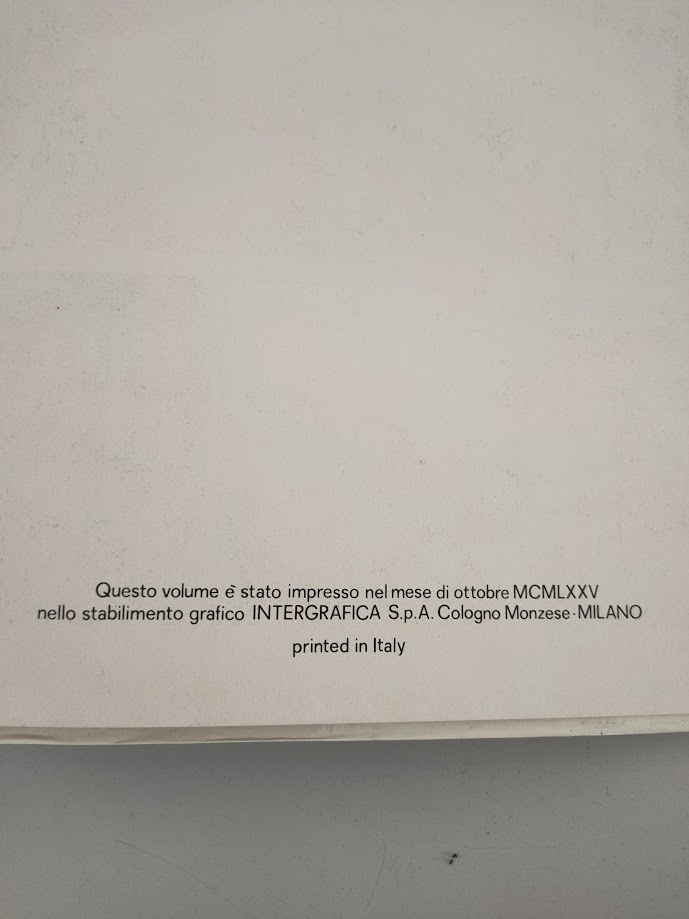 Questo volume è stato impresso nel mese di ottobre MCMLXXV
nello stabilimento grafico INTERGRAFICA S.p.A. Cologno Monzese·MILANO
printed in Italy